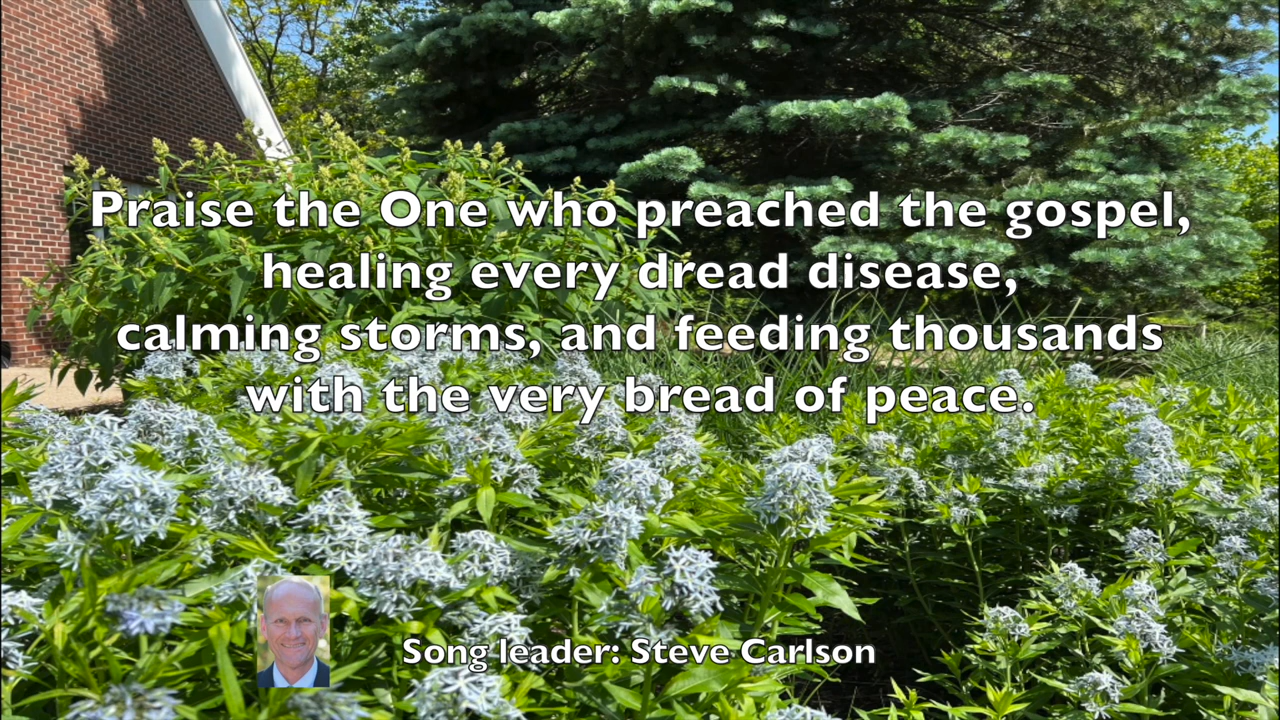 Praise the One who preached the gospel,
healing every dread disease,
calming storms, and feeding thousands
with the very bread of peace.
Song leader: Steve Carlson